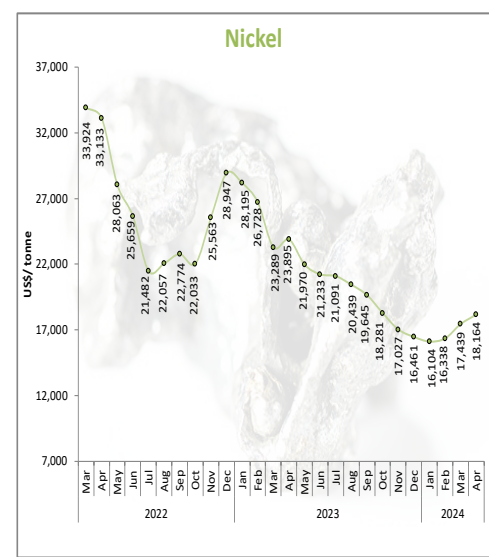 Nickel
37,000
32,000
27,000
22,000
17,000
12,000
7,000
US$/ tonne
33,924
33,133
28,063
25,659
21,482
22,057
22,774
22,033
25,563
28,947
28,195
26,728
23,289
23,895
21,970
21,233
21,091
20,439
19,645
18,281
17,027
16,461
16,104
16,338
17,439
18,164
Mar
Apr
May
Jun
Jul
Aug
Sep
Oct
Nov
Dec
Jan
Feb
Mar
Apr
May
Jun
Jul
Aug
Sep
Oct
Nov
Dec
Jan
Feb
Mar
Apr
2022
2023
2024